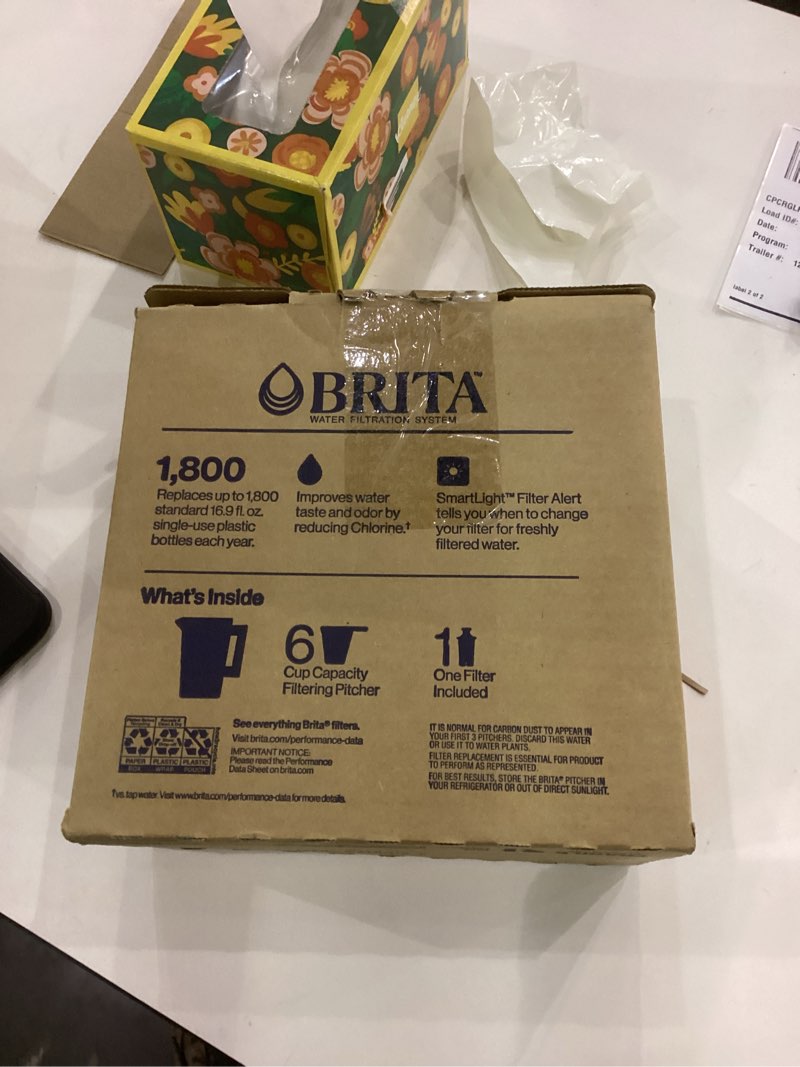 CPCRGL
Load ID#:
Date:
Program:
Trailer #: 12
label 2 of 2
BRITA™
WATER FILTRATION SYSTEM
1,800
Replaces up to 1,800
standard 16.9 fl. oz.
single-use plastic
bottles each year.
Improves water
taste and odor by
reducing Chlorine.†
SmartLight™ Filter Alert
tells you when to change
your filter for freshly
filtered water.
What's Inside
6
Cup Capacity
Filtering Pitcher
1
One Filter
Included
PAPER
BOX
PLASTIC
WRAP
PLASTIC
POUCH
See everything Brita® filters.
Visit brita.com/performance-data
IMPORTANT NOTICE:
Please read the Performance
Data Sheet on brita.com
†vs. tap water. Visit www.brita.com/performance-data for more details.
IT IS NORMAL FOR CARBON DUST TO APPEAR IN
YOUR FIRST 3 PITCHERS. DISCARD THIS WATER
OR USE IT TO WATER PLANTS.
FILTER REPLACEMENT IS ESSENTIAL FOR PRODUCT
TO PERFORM AS REPRESENTED.
FOR BEST RESULTS, STORE THE BRITA® PITCHER IN
YOUR REFRIGERATOR OR OUT OF DIRECT SUNLIGHT.